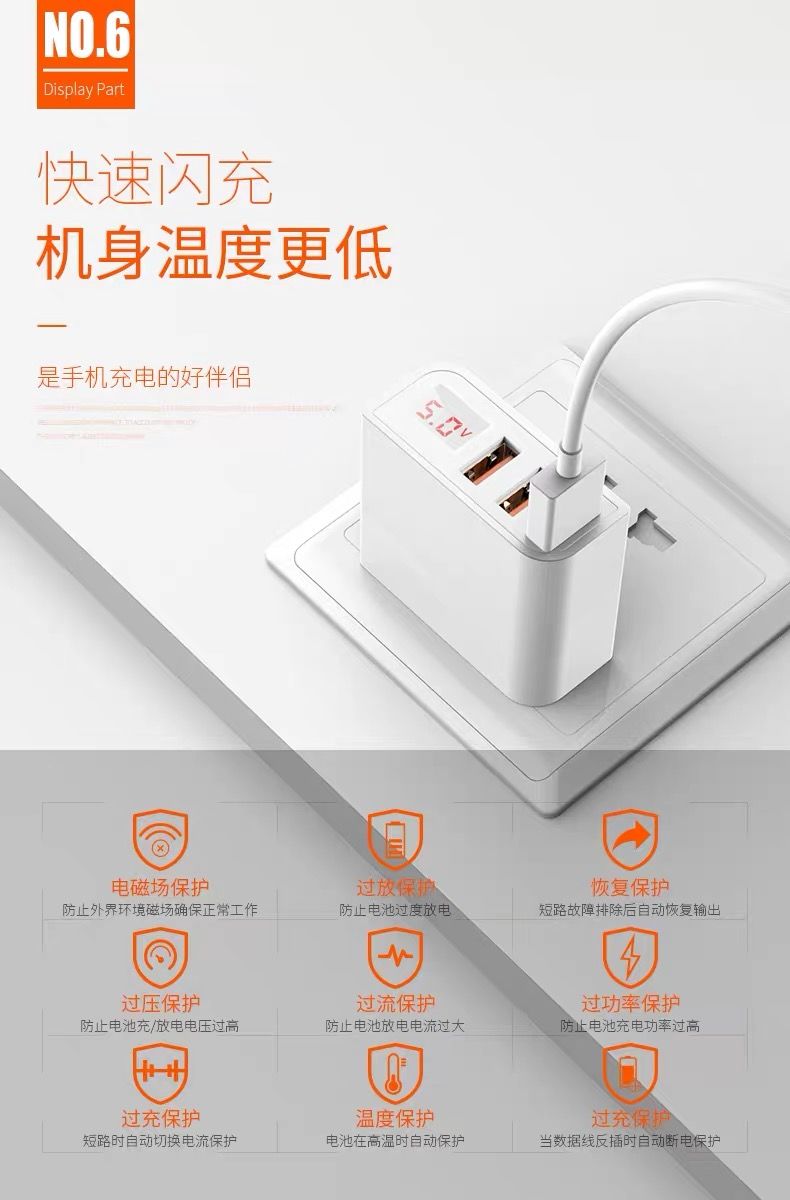 NO.6
Display Part
快速闪充
机身温度更低
是手机充电的好伴侣
5.0V
电磁场保护
过放保护
恢复保护
防止外界环境磁场确保正常工作
防止电池过度放电
短路故障排除后自动恢复输出
过压保护
过流保护
过功率保护
防止电池充/放电电压过高
防止电池放电电流过大
防止电池充电功率过高
过充保护
温度保护
过充保护
短路时自动切换电流保护
电池在高温时自动保护
当数据线反插时自动断电保护